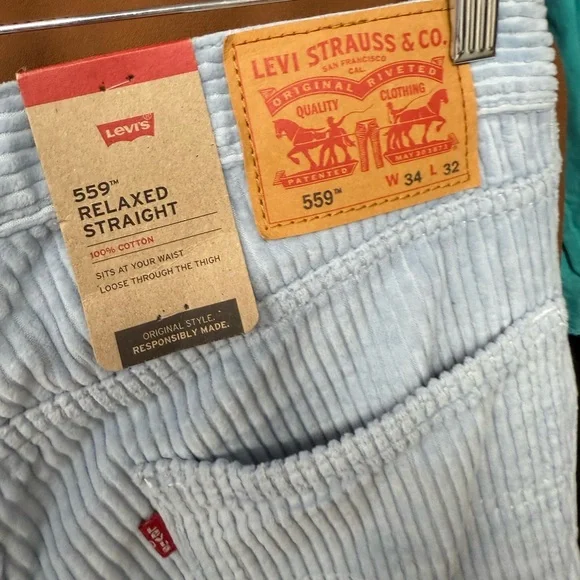 Levi's
559™
RELAXED
STRAIGHT
100% COTTON
SITS AT YOUR WAIST
LOOSE THROUGH THE THIGH
ORIGINAL STYLE.
RESPONSIBLY MADE.
LEVI STRAUSS & CO.
SAN FRANCISCO
CAL.
ORIGINAL RIVETED
QUALITY CLOTHING
PATENTED MAY 20 1873
559™ W 34 L 32
LEVI'S